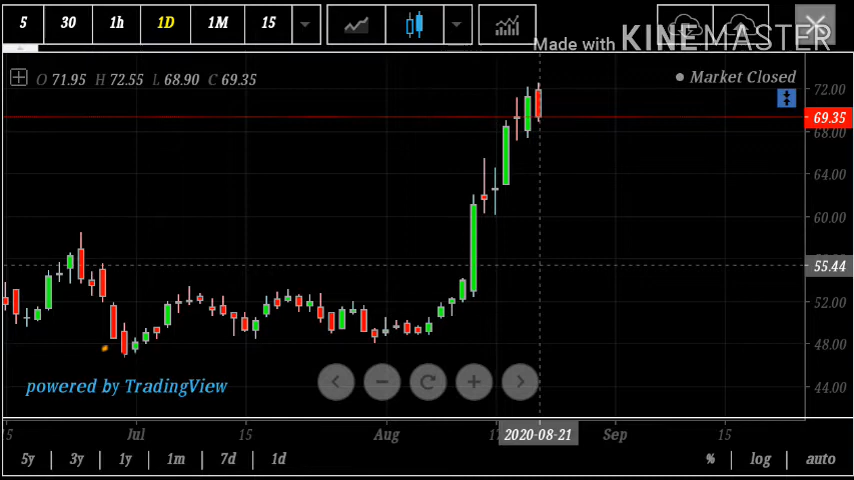 5 30 1h 1D 1M 15
Made with KINEMASTER
O 71.95 H 72.55 L 68.90 C 69.35
Market Closed
72.00
69.35
68.00
64.00
60.00
55.44
52.00
48.00
44.00
powered by TradingView
Jul 15 Aug 2020-08-21 Sep 15
5y 3y 1y 1m 7d 1d % log auto